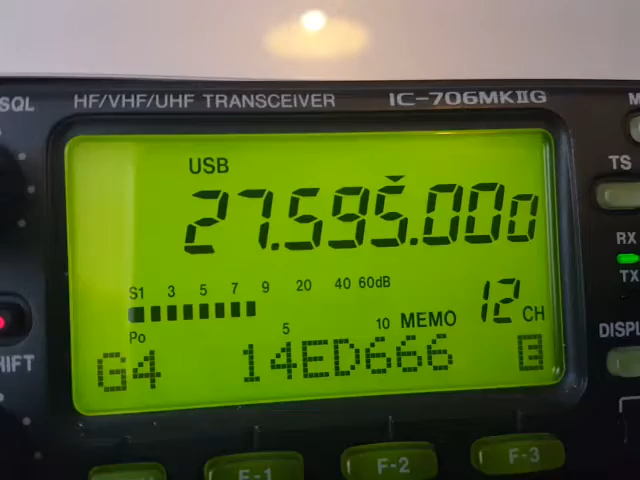 SQL HF/VHF/UHF TRANSCEIVER IC-706MKIIG
USB
TS
27.595.000
RX
TX
S1 3 5 7 9 20 40 60dB
Po 5 10 MEMO 12 CH
DISPL
G4 14ED666 E
HIFT
F-1 F-2 F-3